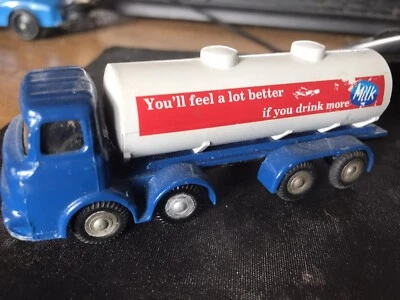 You'll feel a lot better
if you drink more
Milk